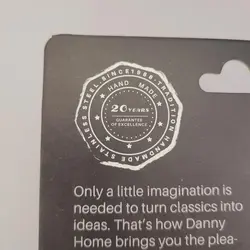 STAINLESS STEEL.SINCE1988.TRADITION HANDMADE
HAND MADE
20 YEARS
GUARANTEE
OF EXCELLENCE
Only a little imagination is
needed to turn classics into
ideas. That's how Danny
Home brings you the plea-